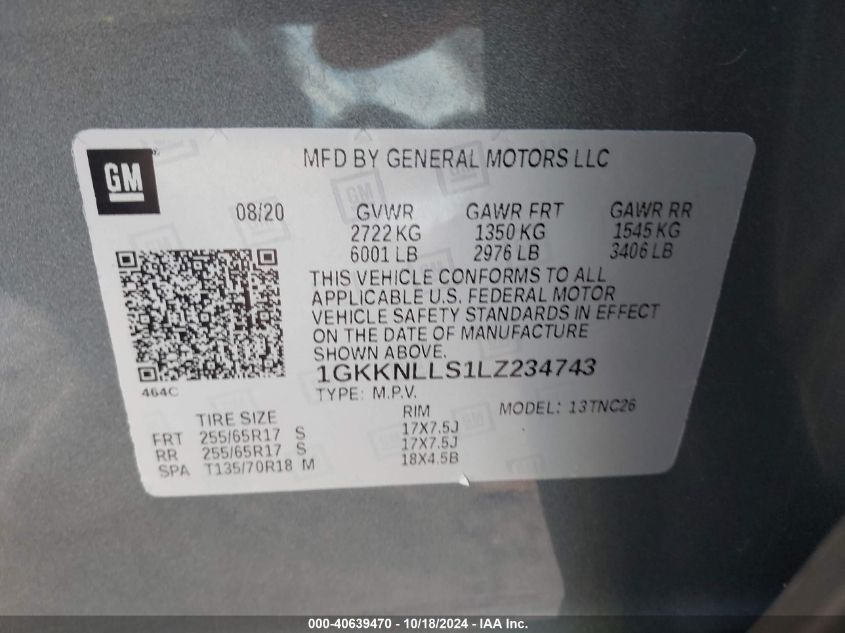 GM
MFD BY GENERAL MOTORS LLC
08/20 GVWR GAWR FRT GAWR RR
2722 KG 1350 KG 1545 KG
6001 LB 2976 LB 3406 LB
THIS VEHICLE CONFORMS TO ALL
APPLICABLE U.S. FEDERAL MOTOR
VEHICLE SAFETY STANDARDS IN EFFECT
ON THE DATE OF MANUFACTURE
SHOWN ABOVE.
1GKKNLLS1LZ234743
464C
TYPE: M.P.V. MODEL: 13TNC26
TIRE SIZE RIM
FRT 255/65R17 S 17X7.5J
RR 255/65R17 S 17X7.5J
SPA T135/70R18 M 18X4.5B
000-40639470 - 10/18/2024 - IAA Inc.